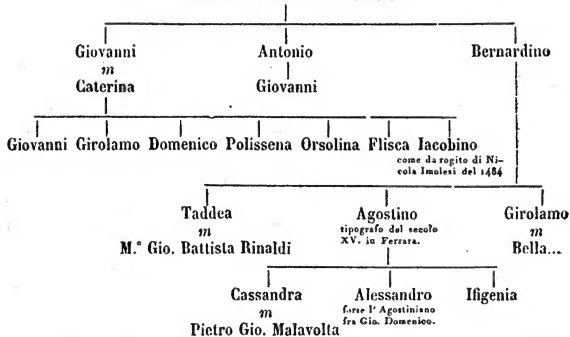 Giovanni Antonio Bernardino
m
Caterina Giovanni
Giovanni Girolamo Domenico Polissena Orsolina Flisca Iacobino
come da rogito di Ni-
cola Imolesi del 1484
Taddea Agostino Girolamo
m tipografo del secolo m
XV. in Ferrara.
M.° Gio. Battista Rinaldi Bella...
Cassandra Alessandro Ifigenia
m forse l' Agostiniano
fra Gio. Domenico.
Pietro Gio. Malavolta